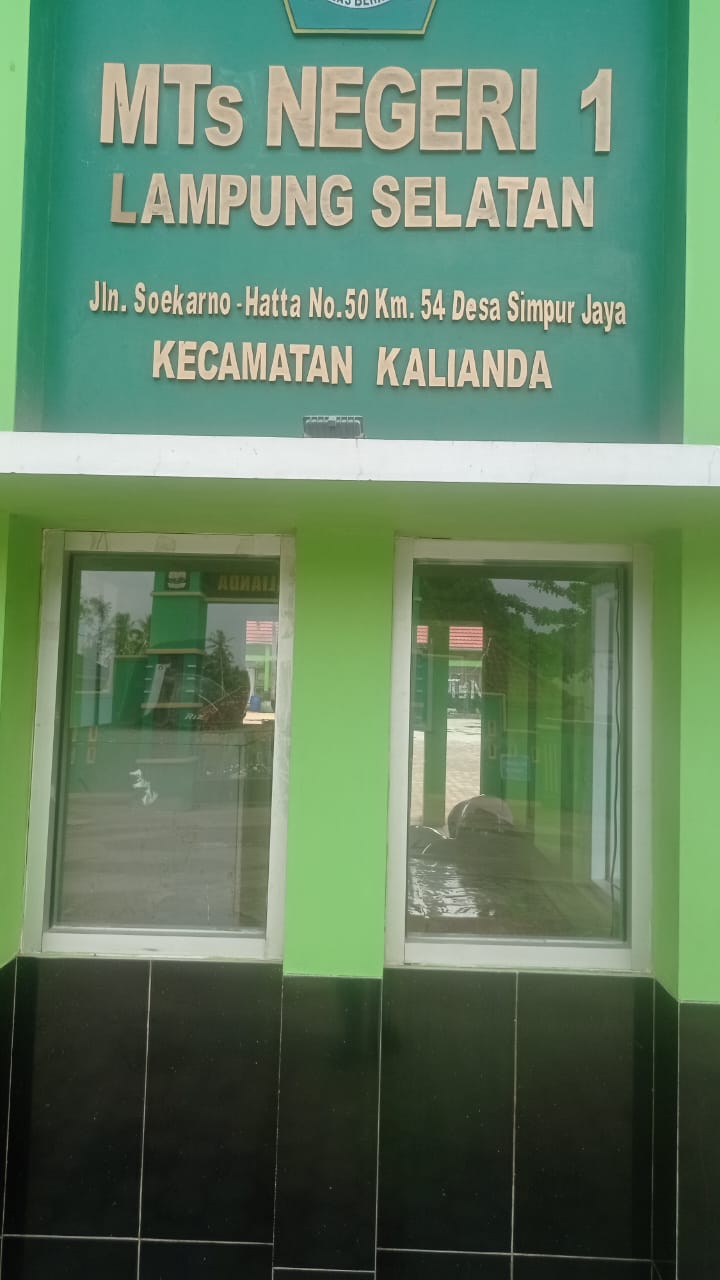 MTs NEGERI 1
LAMPUNG SELATAN
Jln. Soekarno - Hatta No.50 Km. 54 Desa Simpur Jaya
KECAMATAN KALIANDA